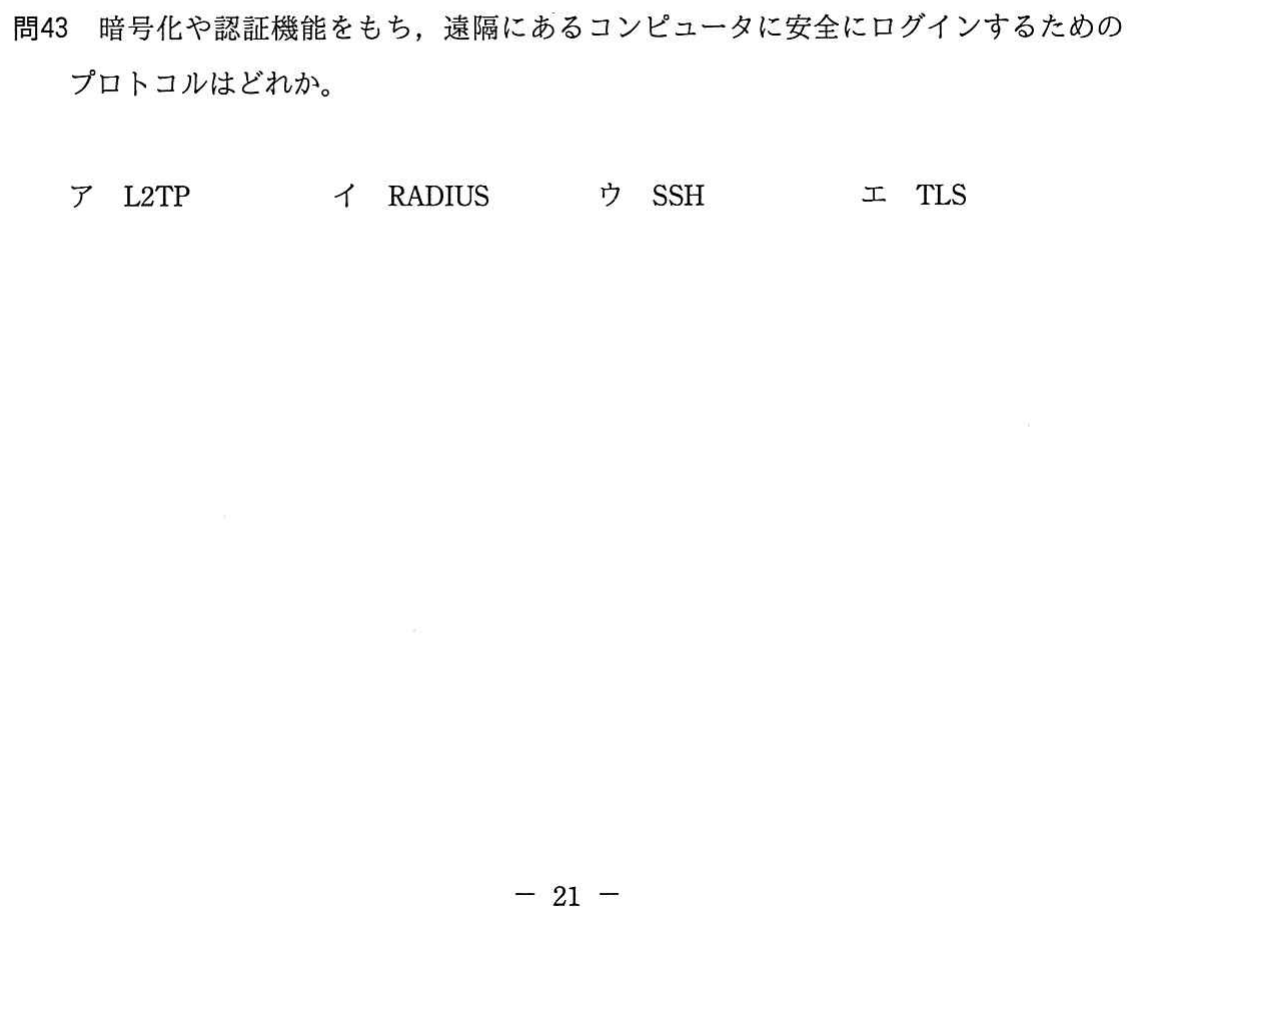 問43　暗号化や認証機能をもち，遠隔にあるコンピュータに安全にログインするための
プロトコルはどれか。
ア　L2TP　イ　RADIUS　ウ　SSH　エ　TLS
－ 21 －